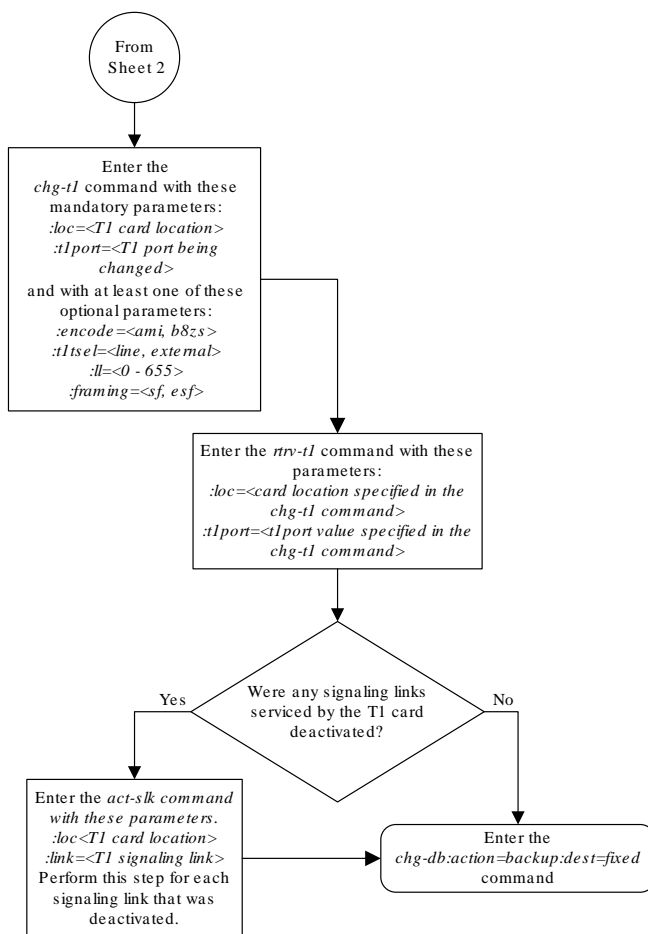 From
Sheet 2
Enter the
chg-t1 command with these
mandatory parameters:
:loc=<T1 card location>
:t1port=<T1 port being
changed>
and with at least one of these
optional parameters:
:encode=<ami, b8zs>
:t1tsel=<line, external>
:ll=<0 - 655>
:framing=<sf, esf>
Enter the rtrv-t1 command with these
parameters:
:loc=<card location specified in the
chg-t1 command>
:t1port=<t1port value specified in the
chg-t1 command>
Were any signaling links
serviced by the T1 card
deactivated?
Yes
No
Enter the act-slk command
with these parameters.
:loc<T1 card location>
:link=<T1 signaling link>
Perform this step for each
signaling link that was
deactivated.
Enter the
chg-db:action=backup:dest=fixed
command